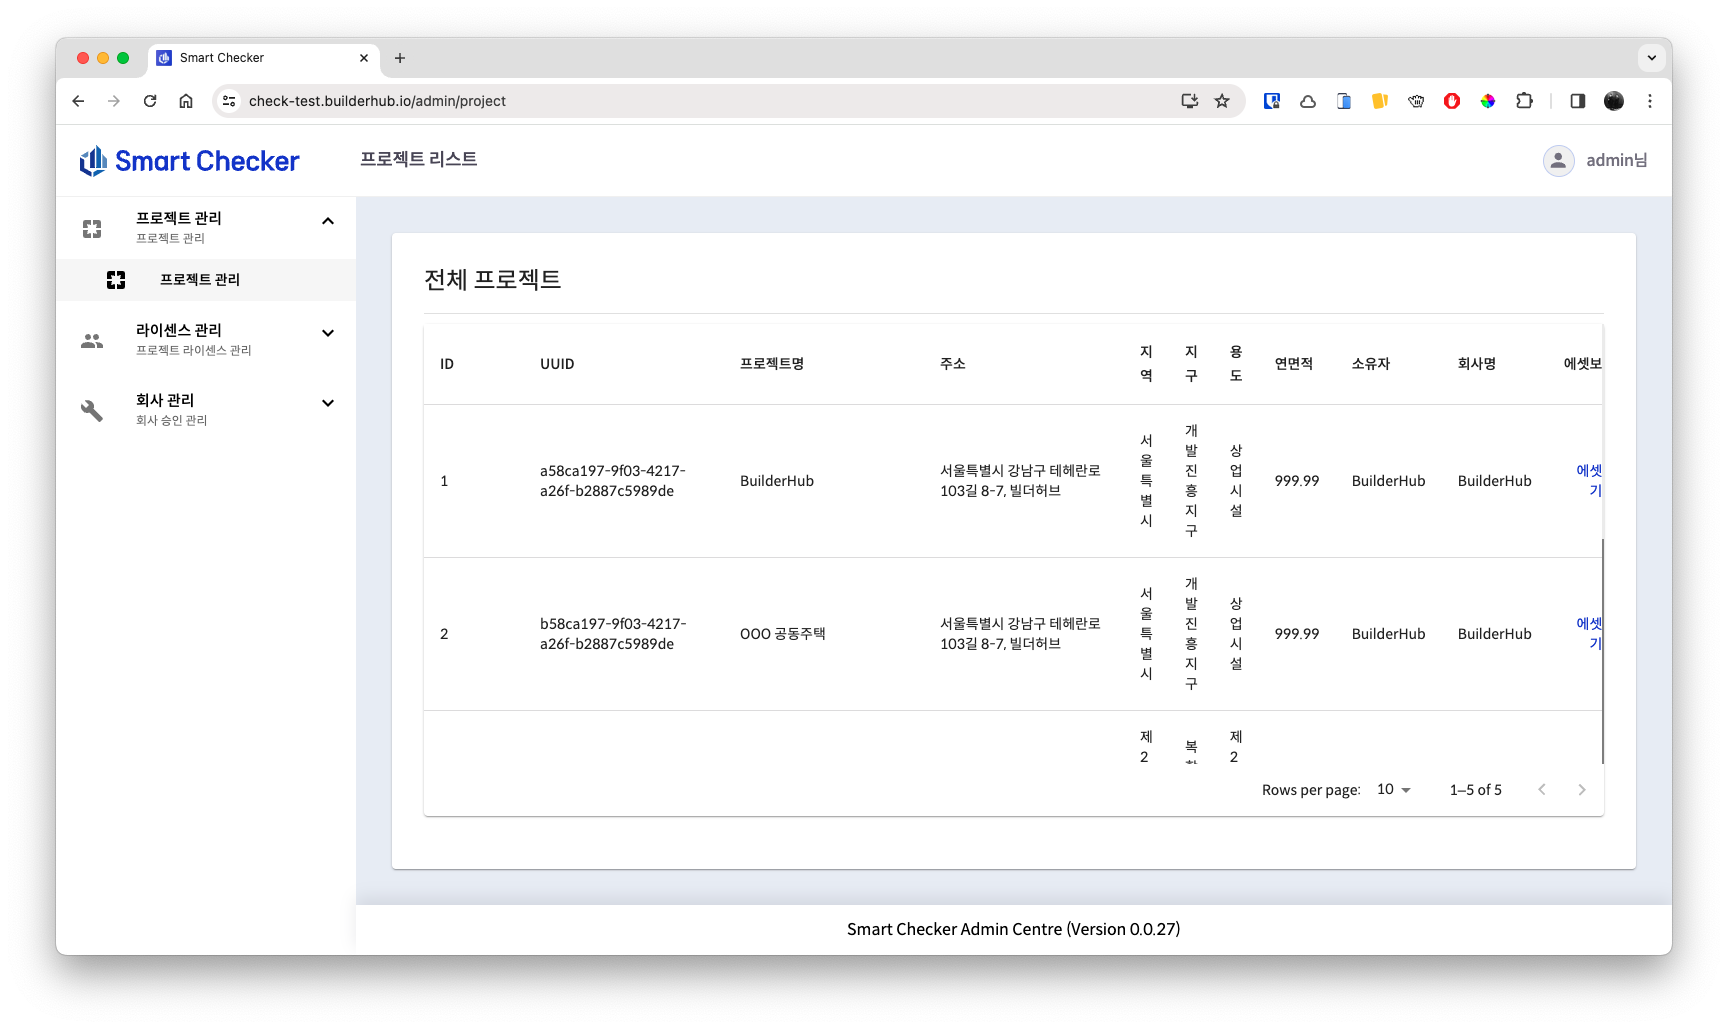 Smart Checker
check-test.builderhub.io/admin/project
Smart Checker
프로젝트 리스트
admin님
프로젝트 관리
프로젝트 관리
프로젝트 관리
라이센스 관리
프로젝트 라이센스 관리
회사 관리
회사 승인 관리
전체 프로젝트
ID
UUID
프로젝트명
주소
지
역
지
구
용
도
연면적
소유자
회사명
에셋보
1
a58ca197-9f03-4217-
a26f-b2887c5989de
BuilderHub
서울특별시 강남구 테헤란로
103길 8-7, 빌더허브
서
울
특
별
시
개
발
진
흥
지
구
상
업
시
설
999.99
BuilderHub
BuilderHub
에셋
기
2
b58ca197-9f03-4217-
a26f-b2887c5989de
OOO 공동주택
서울특별시 강남구 테헤란로
103길 8-7, 빌더허브
서
울
특
별
시
개
발
진
흥
지
구
상
업
시
설
999.99
BuilderHub
BuilderHub
에셋
기
제
2
복
제
2
Rows per page:
10
1–5 of 5
Smart Checker Admin Centre (Version 0.0.27)